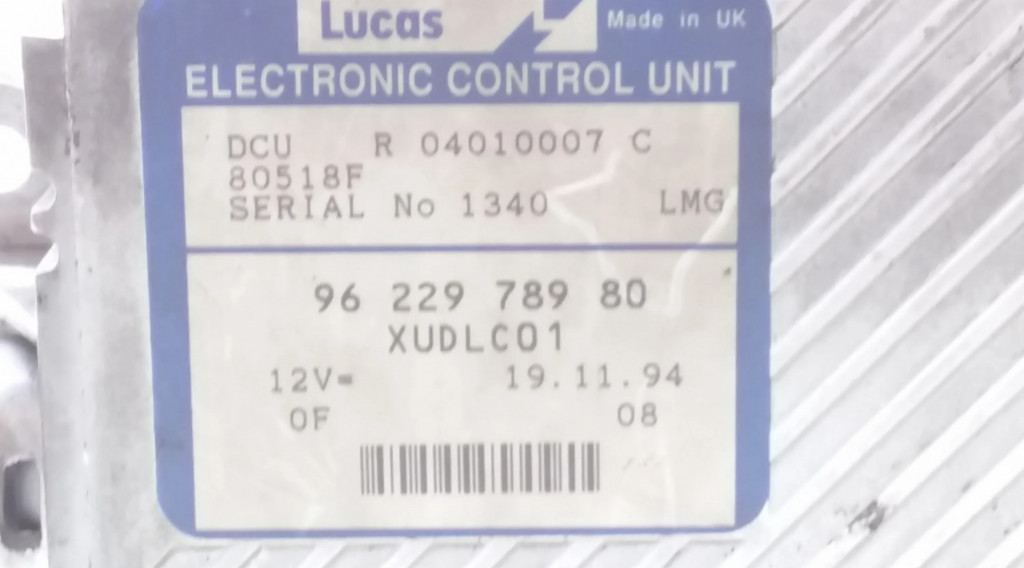 Lucas
Made in UK
ELECTRONIC CONTROL UNIT
DCU R 04010007 C
80518F
SERIAL No 1340 LMG
96 229 789 80
XUDLC01
12V= 19.11.94
0F 08